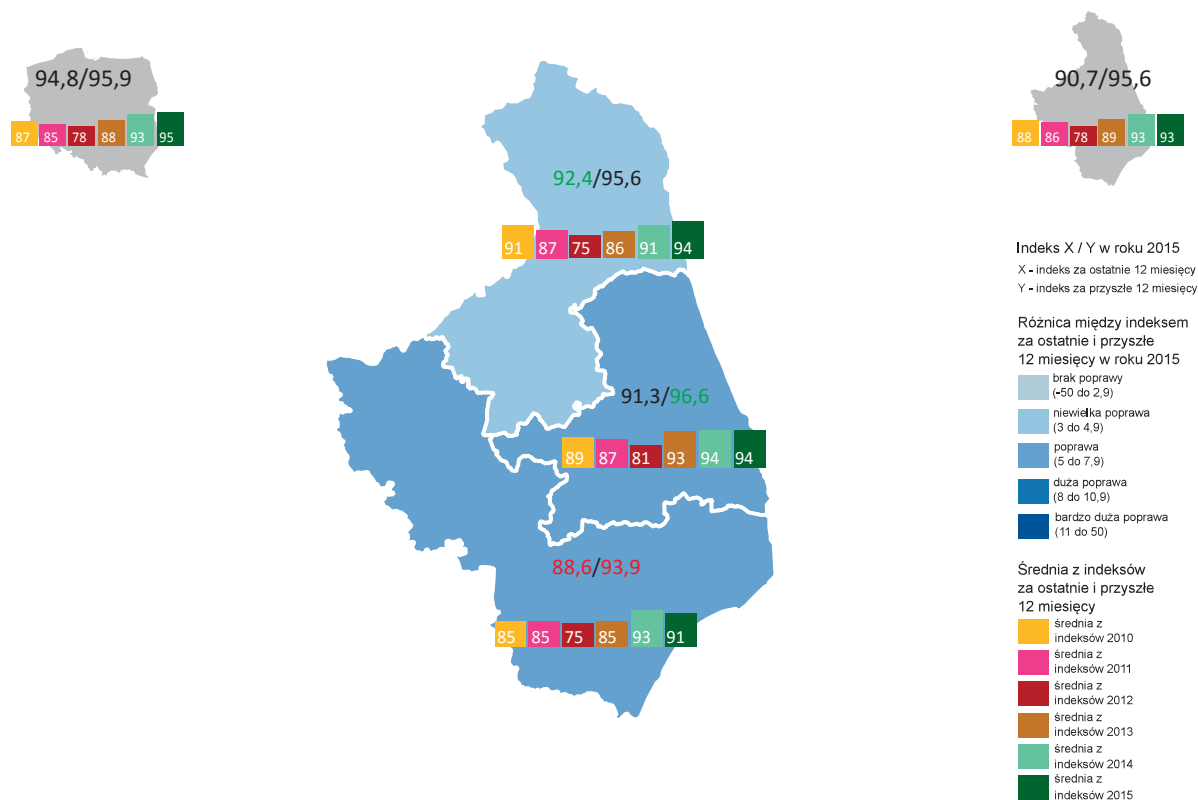 94,8/95,9
87 85 78 88 93 95
90,7/95,6
88 86 78 89 93 93
92,4/95,6
91 87 75 86 91 94
91,3/96,6
89 87 81 93 94 94
88,6/93,9
85 85 75 85 93 91
Indeks X / Y w roku 2015
X - indeks za ostatnie 12 miesięcy
Y - indeks za przyszłe 12 miesięcy
Różnica między indeksem
za ostatnie i przyszłe
12 miesięcy w roku 2015
brak poprawy
(-50 do 2,9)
niewielka poprawa
(3 do 4,9)
poprawa
(5 do 7,9)
duża poprawa
(8 do 10,9)
bardzo duża poprawa
(11 do 50)
Średnia z indeksów
za ostatnie i przyszłe
12 miesięcy
średnia z
indeksów 2010
średnia z
indeksów 2011
średnia z
indeksów 2012
średnia z
indeksów 2013
średnia z
indeksów 2014
średnia z
indeksów 2015